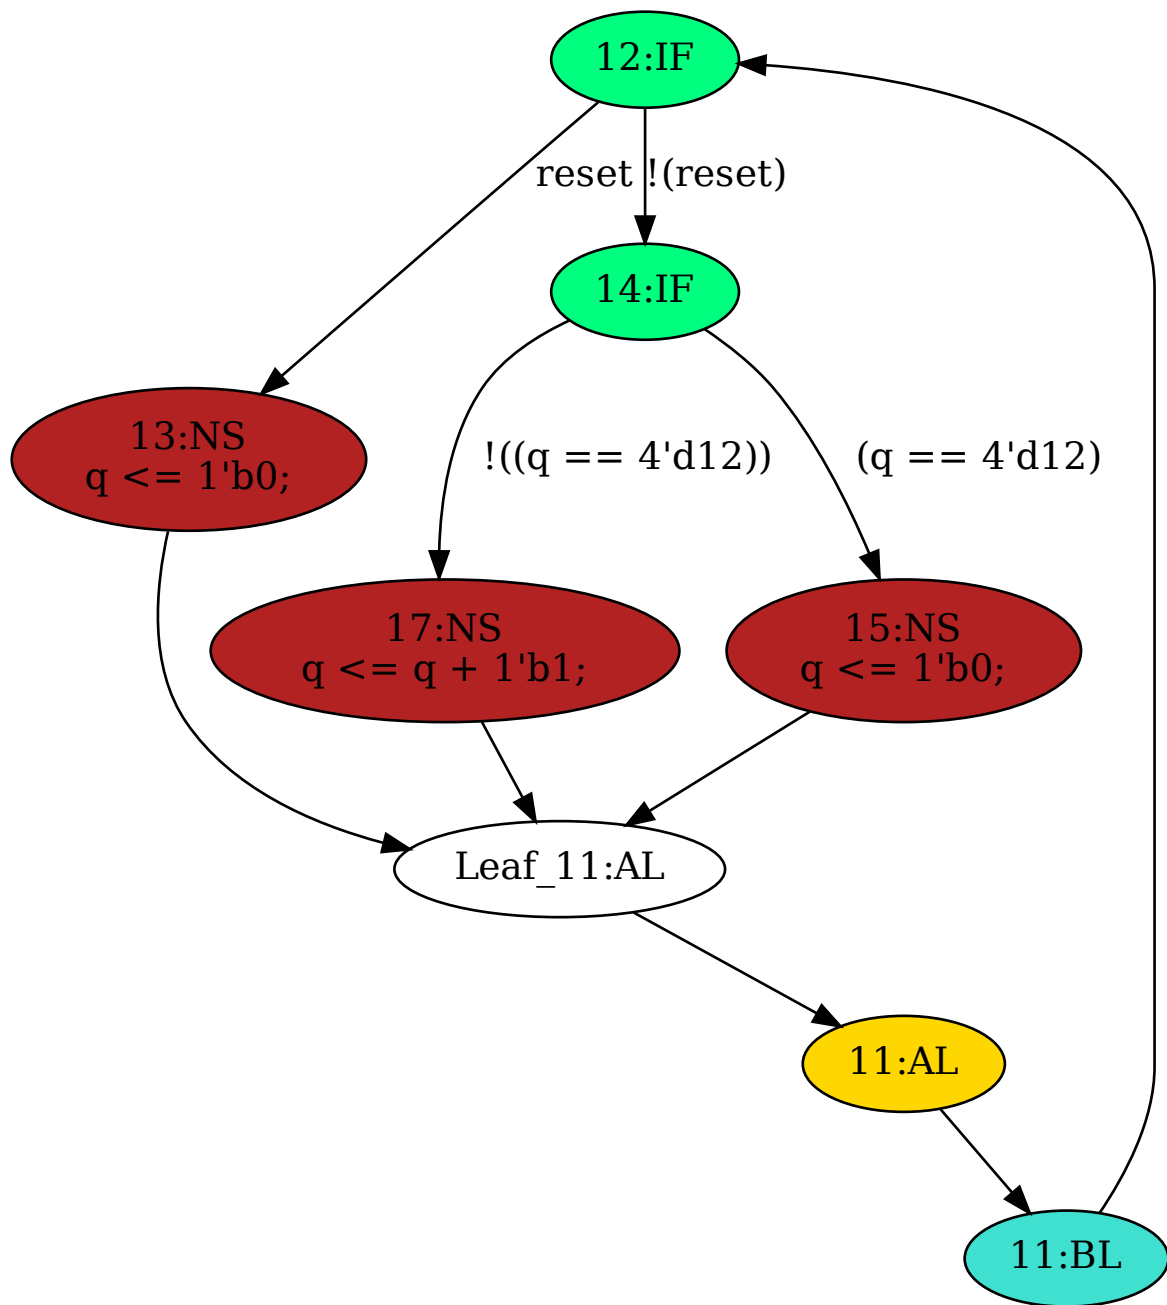 12:IF
reset
!(reset)
14:IF
13:NS
q <= 1'b0;
!((q == 4'd12))
(q == 4'd12)
17:NS
q <= q + 1'b1;
15:NS
q <= 1'b0;
Leaf_11:AL
11:AL
11:BL